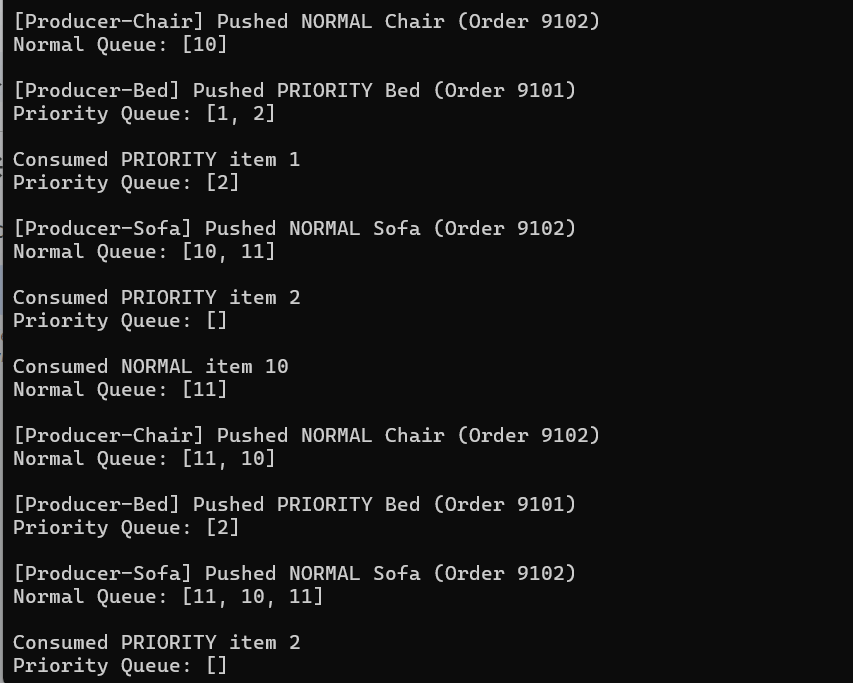 [Producer-Chair] Pushed NORMAL Chair (Order 9102)
Normal Queue: [10]
[Producer-Bed] Pushed PRIORITY Bed (Order 9101)
Priority Queue: [1, 2]
Consumed PRIORITY item 1
Priority Queue: [2]
[Producer-Sofa] Pushed NORMAL Sofa (Order 9102)
Normal Queue: [10, 11]
Consumed PRIORITY item 2
Priority Queue: []
Consumed NORMAL item 10
Normal Queue: [11]
[Producer-Chair] Pushed NORMAL Chair (Order 9102)
Normal Queue: [11, 10]
[Producer-Bed] Pushed PRIORITY Bed (Order 9101)
Priority Queue: [2]
[Producer-Sofa] Pushed NORMAL Sofa (Order 9102)
Normal Queue: [11, 10, 11]
Consumed PRIORITY item 2
Priority Queue: []